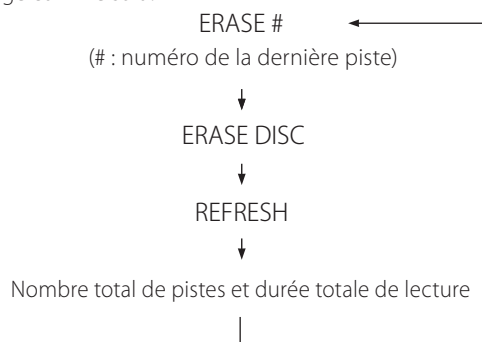 ERASE #
(# : numéro de la dernière piste)
ERASE DISC
REFRESH
Nombre total de pistes et durée totale de lecture